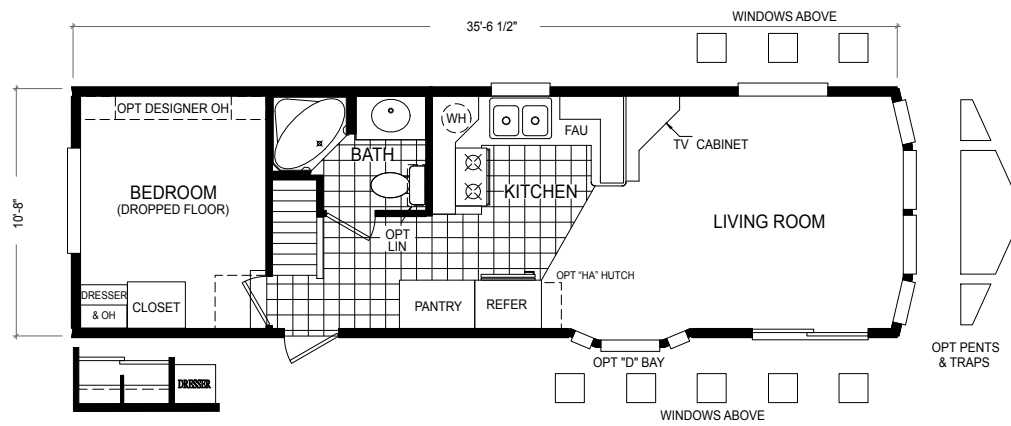 WINDOWS ABOVE
35'-6 1/2"
OPT DESIGNER OH
WH
FAU
BATH
TV CABINET
BEDROOM
(DROPPED FLOOR)
KITCHEN
10'-8"
LIVING ROOM
OPT
LIN
OPT "HA" HUTCH
DRESSER
& OH
CLOSET
PANTRY
REFER
OPT "D" BAY
OPT PENTS
& TRAPS
DRESSER
WINDOWS ABOVE